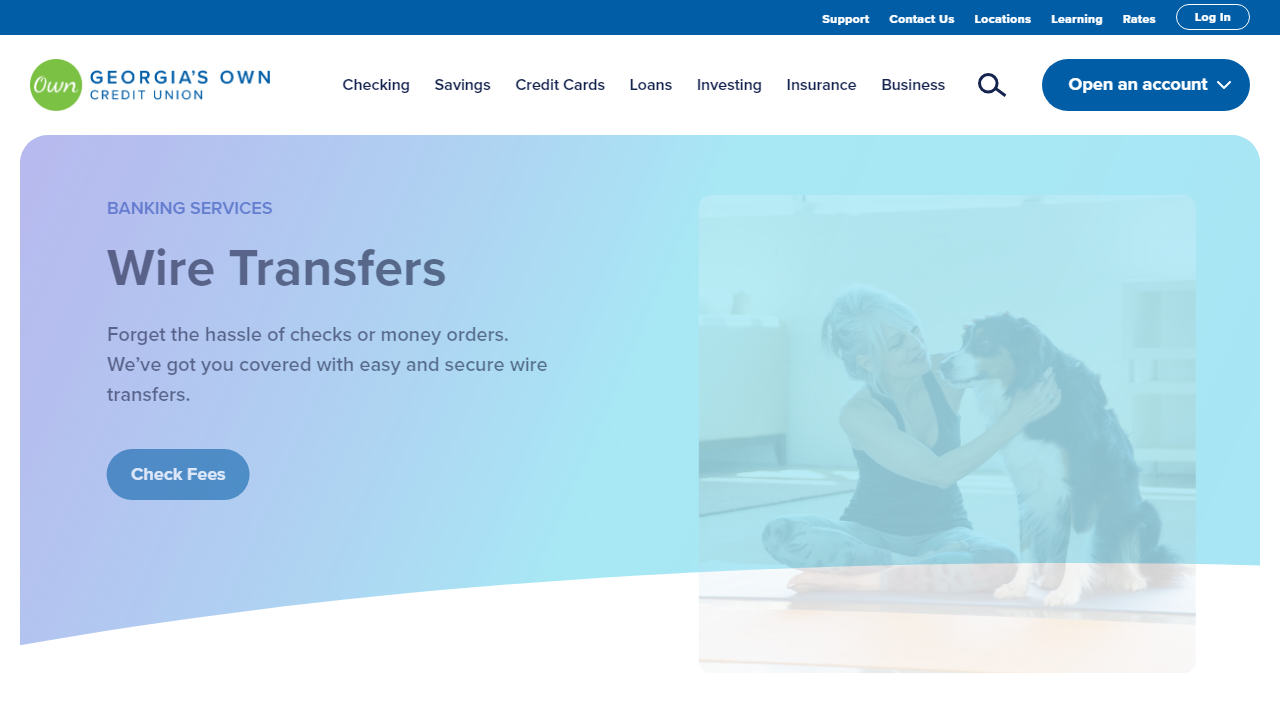 Support Contact Us Locations Learning Rates Log In
Own GEORGIA'S OWN
CREDIT UNION
Checking Savings Credit Cards Loans Investing Insurance Business Open an account
BANKING SERVICES
Wire Transfers
Forget the hassle of checks or money orders.
We've got you covered with easy and secure wire
transfers.
Check Fees